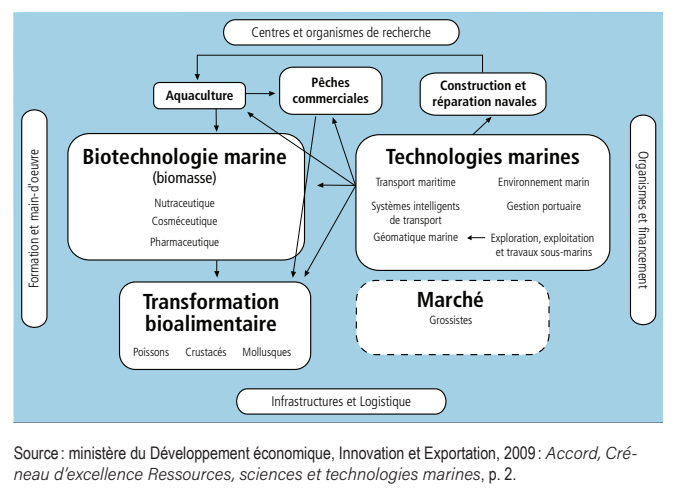 Centres et organismes de recherche
Aquaculture
Pêches
commerciales
Construction et
réparation navales
Formation et main-d'oeuvre
Biotechnologie marine
(biomasse)
Nutraceutique
Cosméceutique
Pharmaceutique
Technologies marines
Transport maritime
Environnement marin
Systèmes intelligents
de transport
Gestion portuaire
Géomatique marine
Exploration, exploitation
et travaux sous-marins
Organismes et financement
Transformation
bioalimentaire
Poissons Crustacés Mollusques
Marché
Grossistes
Infrastructures et Logistique
Source : ministère du Développement économique, Innovation et Exportation, 2009 : Accord, Cré-
neau d'excellence Ressources, sciences et technologies marines, p. 2.